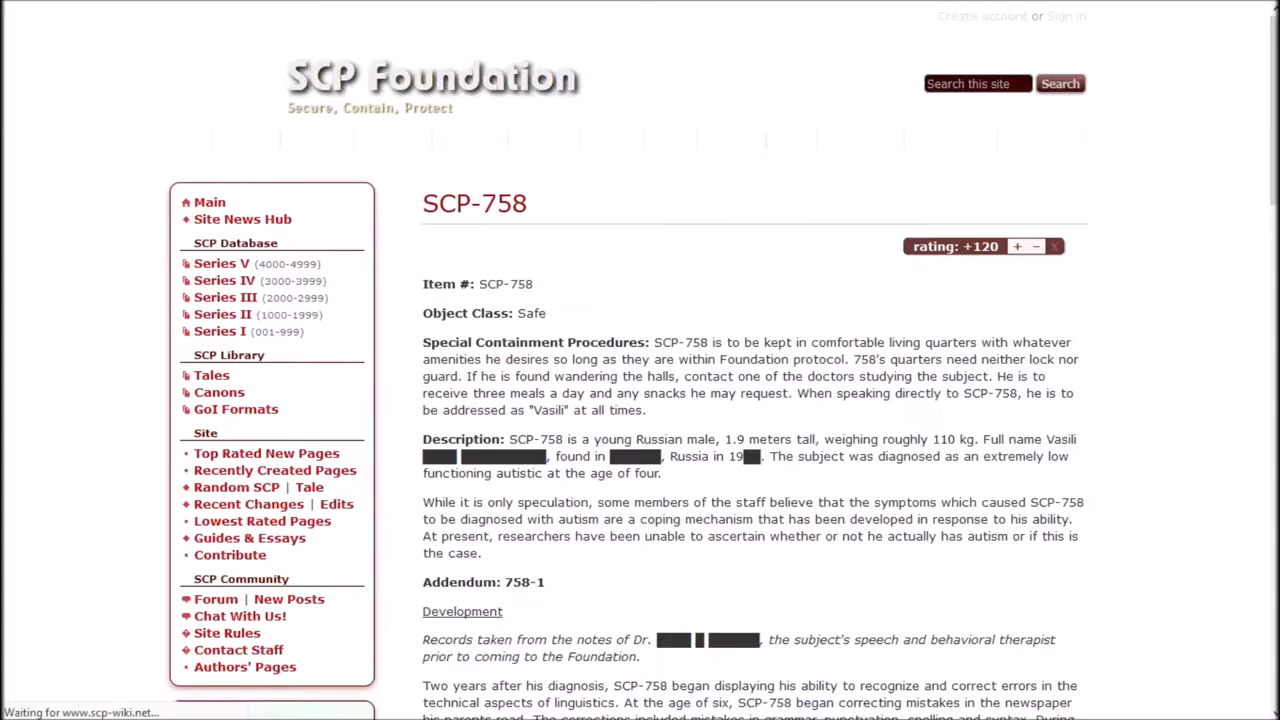 Create account or Sign in
SCP Foundation
Secure, Contain, Protect
Search this site
Search
Main
Site News Hub
SCP Database
Series V (4000-4999)
Series IV (3000-3999)
Series III (2000-2999)
Series II (1000-1999)
Series I (001-999)
SCP Library
Tales
Canons
GoI Formats
Site
Top Rated New Pages
Recently Created Pages
Random SCP | Tale
Recent Changes | Edits
Lowest Rated Pages
Guides & Essays
Contribute
SCP Community
Forum | New Posts
Chat With Us!
Site Rules
Contact Staff
Authors' Pages
SCP-758
rating: +120 + − x
Item #: SCP-758
Object Class: Safe
Special Containment Procedures: SCP-758 is to be kept in comfortable living quarters with whatever
amenities he desires so long as they are within Foundation protocol. 758's quarters need neither lock nor
guard. If he is found wandering the halls, contact one of the doctors studying the subject. He is to
receive three meals a day and any snacks he may request. When speaking directly to SCP-758, he is to
be addressed as "Vasili" at all times.
Description: SCP-758 is a young Russian male, 1.9 meters tall, weighing roughly 110 kg. Full name Vasili
████ ██████████, found in ██████, Russia in 19██. The subject was diagnosed as an extremely low
functioning autistic at the age of four.
While it is only speculation, some members of the staff believe that the symptoms which caused SCP-758
to be diagnosed with autism are a coping mechanism that has been developed in response to his ability.
At present, researchers have been unable to ascertain whether or not he actually has autism or if this is
the case.
Addendum: 758-1
Development
Records taken from the notes of Dr. ████ █ ██████, the subject's speech and behavioral therapist
prior to coming to the Foundation.
Two years after his diagnosis, SCP-758 began displaying his ability to recognize and correct errors in the
technical aspects of linguistics. At the age of six, SCP-758 began correcting mistakes in the newspaper
his parents read. The corrections included mistakes in grammar, punctuation, spelling and syntax. During
Waiting for www.scp-wiki.net...